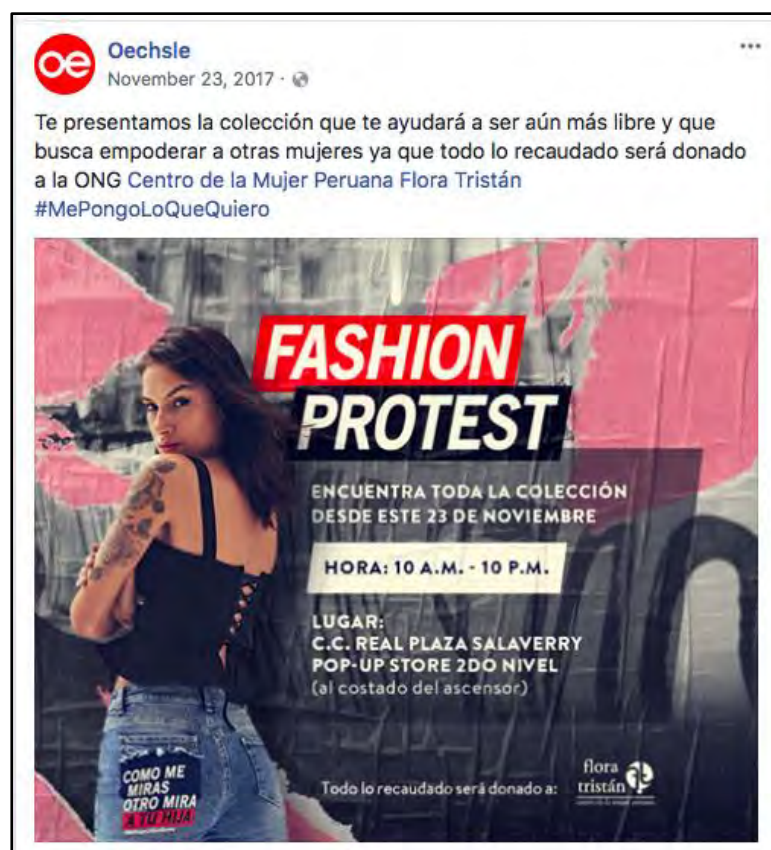 oe
Oechsle
November 23, 2017 ·
Te presentamos la colección que te ayudará a ser aún más libre y que
busca empoderar a otras mujeres ya que todo lo recaudado será donado
a la ONG Centro de la Mujer Peruana Flora Tristán
#MePongoLoQueQuiero
FASHION
PROTEST
ENCUENTRA TODA LA COLECCIÓN
DESDE ESTE 23 DE NOVIEMBRE
HORA: 10 A.M. - 10 P.M.
LUGAR:
C.C. REAL PLAZA SALAVERRY
POP-UP STORE 2DO NIVEL
(al costado del ascensor)
COMO ME
MIRAS
OTRO MIRA
A TU HIJA
Todo lo recaudado será donado a:
flora
tristán